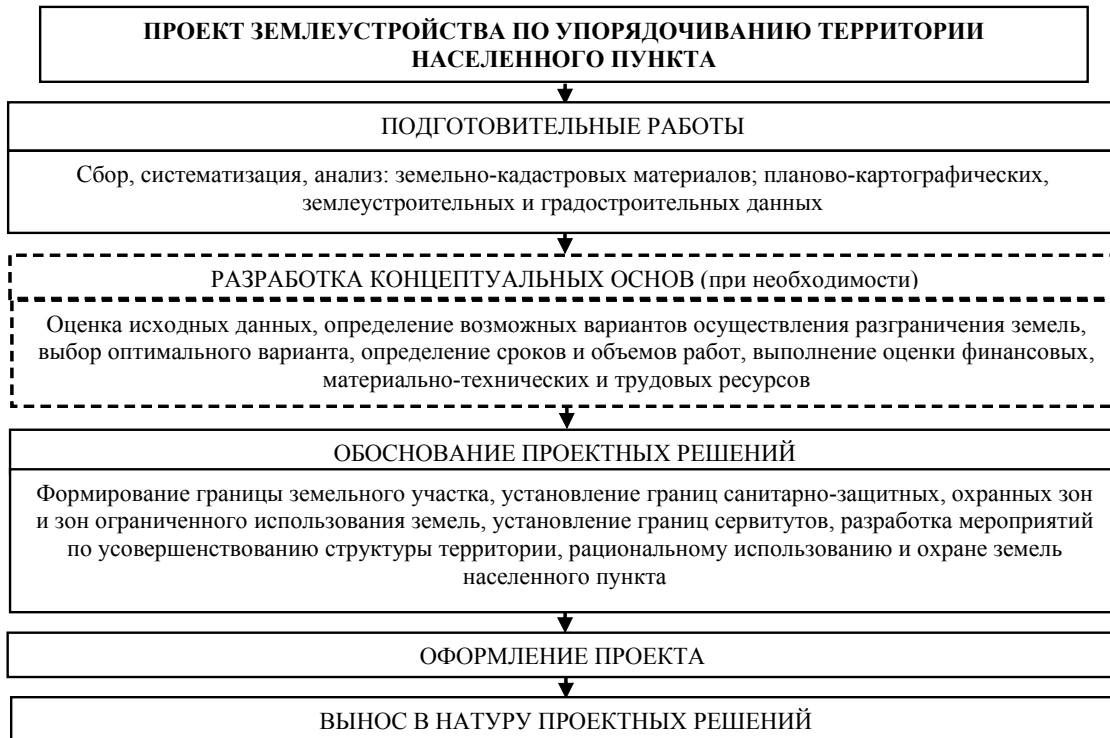 ПРОЕКТ ЗЕМЛЕУСТРОЙСТВА ПО УПОРЯДОЧИВАНИЮ ТЕРРИТОРИИ
НАСЕЛЕННОГО ПУНКТА
ПОДГОТОВИТЕЛЬНЫЕ РАБОТЫ
Сбор, систематизация, анализ: земельно-кадастровых материалов; планово-картографических,
землеустроительных и градостроительных данных
РАЗРАБОТКА КОНЦЕПТУАЛЬНЫХ ОСНОВ (при необходимости)
Оценка исходных данных, определение возможных вариантов осуществления разграничения земель,
выбор оптимального варианта, определение сроков и объемов работ, выполнение оценки финансовых,
материально-технических и трудовых ресурсов
ОБОСНОВАНИЕ ПРОЕКТНЫХ РЕШЕНИЙ
Формирование границы земельного участка, установление границ санитарно-защитных, охранных зон
и зон ограниченного использования земель, установление границ сервитутов, разработка мероприятий
по усовершенствованию структуры территории, рациональному использованию и охране земель
населенного пункта
ОФОРМЛЕНИЕ ПРОЕКТА
ВЫНОС В НАТУРУ ПРОЕКТНЫХ РЕШЕНИЙ